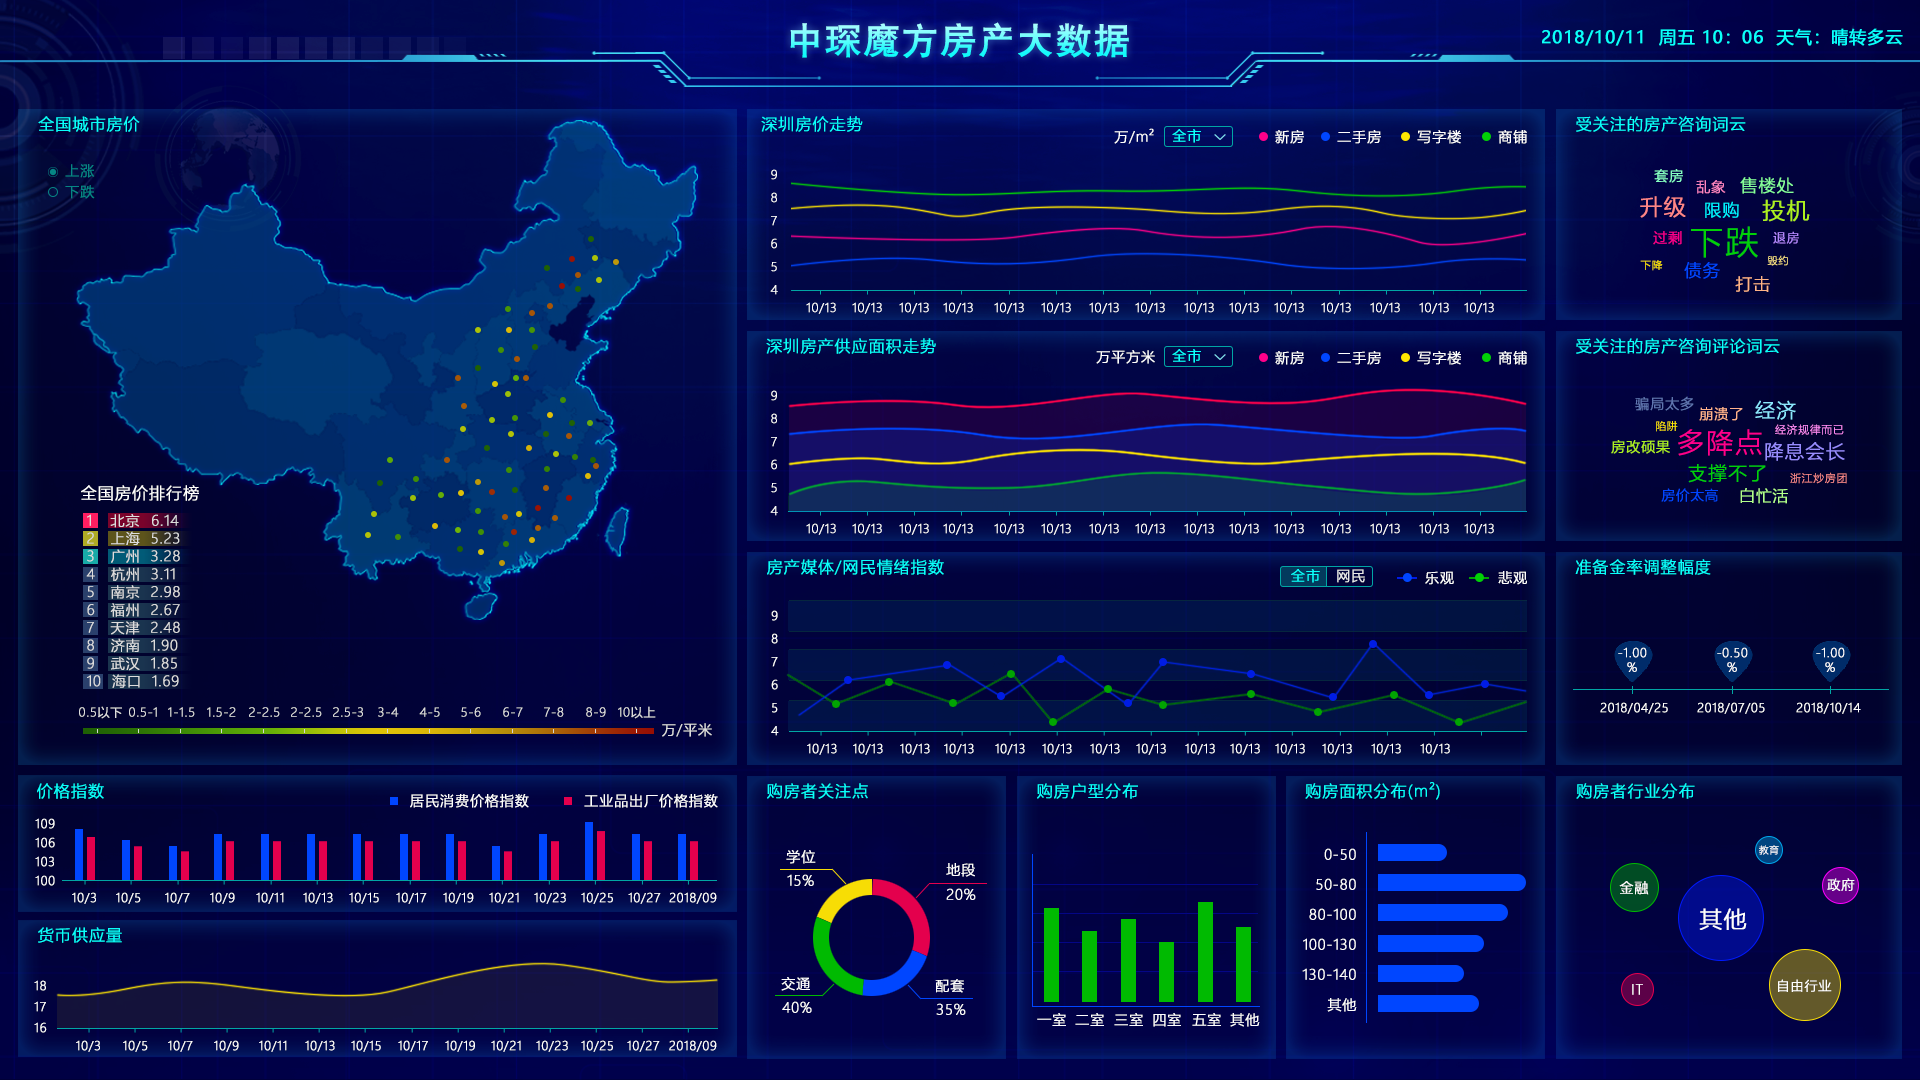 中琛魔方房产大数据
2018/10/11 周五 10：06 天气：晴转多云
全国城市房价
上涨
下跌
全国房价排行榜
1 北京 6.14
2 上海 5.23
3 广州 3.28
4 杭州 3.11
5 南京 2.98
6 福州 2.67
7 天津 2.48
8 济南 1.90
9 武汉 1.85
10 海口 1.69
0.5以下 0.5-1 1-1.5 1.5-2 2-2.5 2-2.5 2.5-3 3-4 4-5 5-6 6-7 7-8 8-9 10以上
万/平米
深圳房价走势
万/m² 全市 新房 二手房 写字楼 商铺
9
8
7
6
5
4
10/13 10/13 10/13 10/13 10/13 10/13 10/13 10/13 10/13 10/13 10/13 10/13 10/13 10/13 10/13
深圳房产供应面积走势
万平方米 全市 新房 二手房 写字楼 商铺
9
8
7
6
5
4
10/13 10/13 10/13 10/13 10/13 10/13 10/13 10/13 10/13 10/13 10/13 10/13 10/13 10/13 10/13
房产媒体/网民情绪指数
全市 网民 乐观 悲观
9
8
7
6
5
4
10/13 10/13 10/13 10/13 10/13 10/13 10/13 10/13 10/13 10/13 10/13 10/13 10/13 10/13
受关注的房产咨询词云
套房
乱象
售楼处
升级
限购
投机
过剩
下跌
退房
下降
债务
毁约
打击
受关注的房产咨询评论词云
骗局太多
崩溃了
经济
陷阱
经济规律而已
房改硕果
多降点
降息会长
支撑不了
浙江炒房团
房价太高
白忙活
准备金率调整幅度
-1.00
%
-0.50
%
-1.00
%
2018/04/25 2018/07/05 2018/10/14
价格指数
居民消费价格指数 工业品出厂价格指数
109
106
103
100
10/3 10/5 10/7 10/9 10/11 10/13 10/15 10/17 10/19 10/21 10/23 10/25 10/27 2018/09
货币供应量
18
17
16
10/3 10/5 10/7 10/9 10/11 10/13 10/15 10/17 10/19 10/21 10/23 10/25 10/27 2018/09
购房者关注点
学位
15%
地段
20%
交通
40%
配套
35%
购房户型分布
一室 二室 三室 四室 五室 其他
购房面积分布(m²)
0-50
50-80
80-100
100-130
130-140
其他
购房者行业分布
教育
金融
政府
其他
IT
自由行业